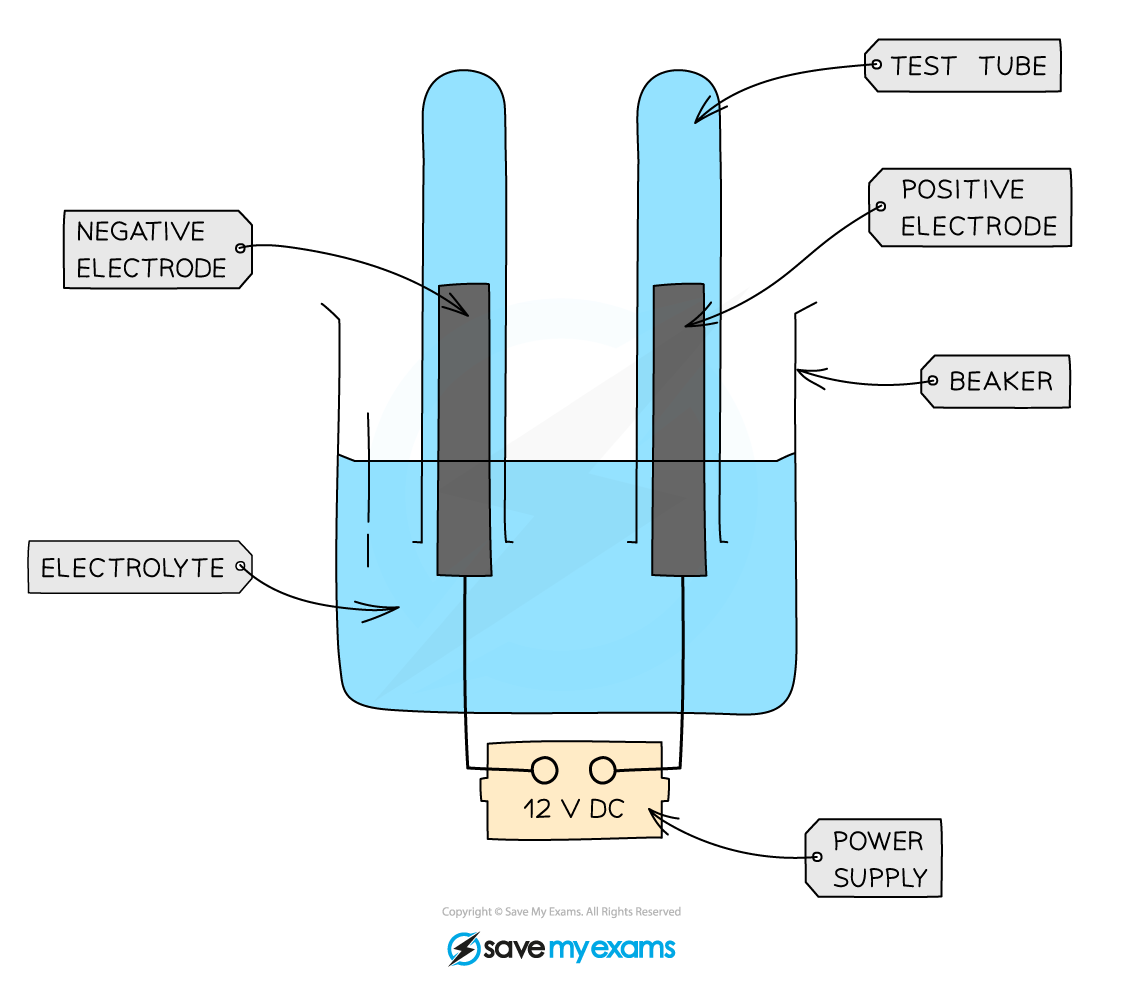 TEST TUBE
POSITIVE
ELECTRODE
NEGATIVE
ELECTRODE
BEAKER
ELECTROLYTE
12 V DC
POWER
SUPPLY
Copyright © Save My Exams. All Rights Reserved
save my exams